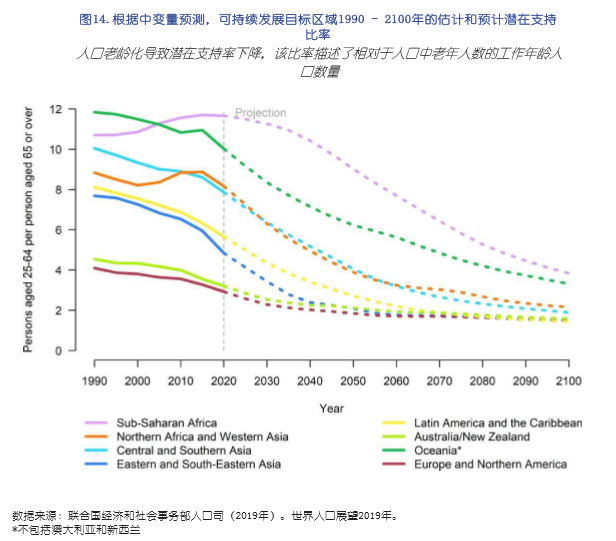 图14.根据中变量预测，可持续发展目标区域1990 - 2100年的估计和预计潜在支持
比率
人口老龄化导致潜在支持率下降，该比率描述了相对于人口中老年人数的工作年龄人
口数量
Projection
Persons aged 25-64 per person aged 65 or over
12
10
8
6
4
2
0
1990 2000 2010 2020 2030 2040 2050 2060 2070 2080 2090 2100
Year
Sub-Saharan Africa
Northern Africa and Western Asia
Central and Southern Asia
Eastern and South-Eastern Asia
Latin America and the Caribbean
Australia/New Zealand
Oceania*
Europe and Northern America
数据来源：联合国经济和社会事务部人口司（2019年）。世界人口展望2019年。
*不包括澳大利亚和新西兰